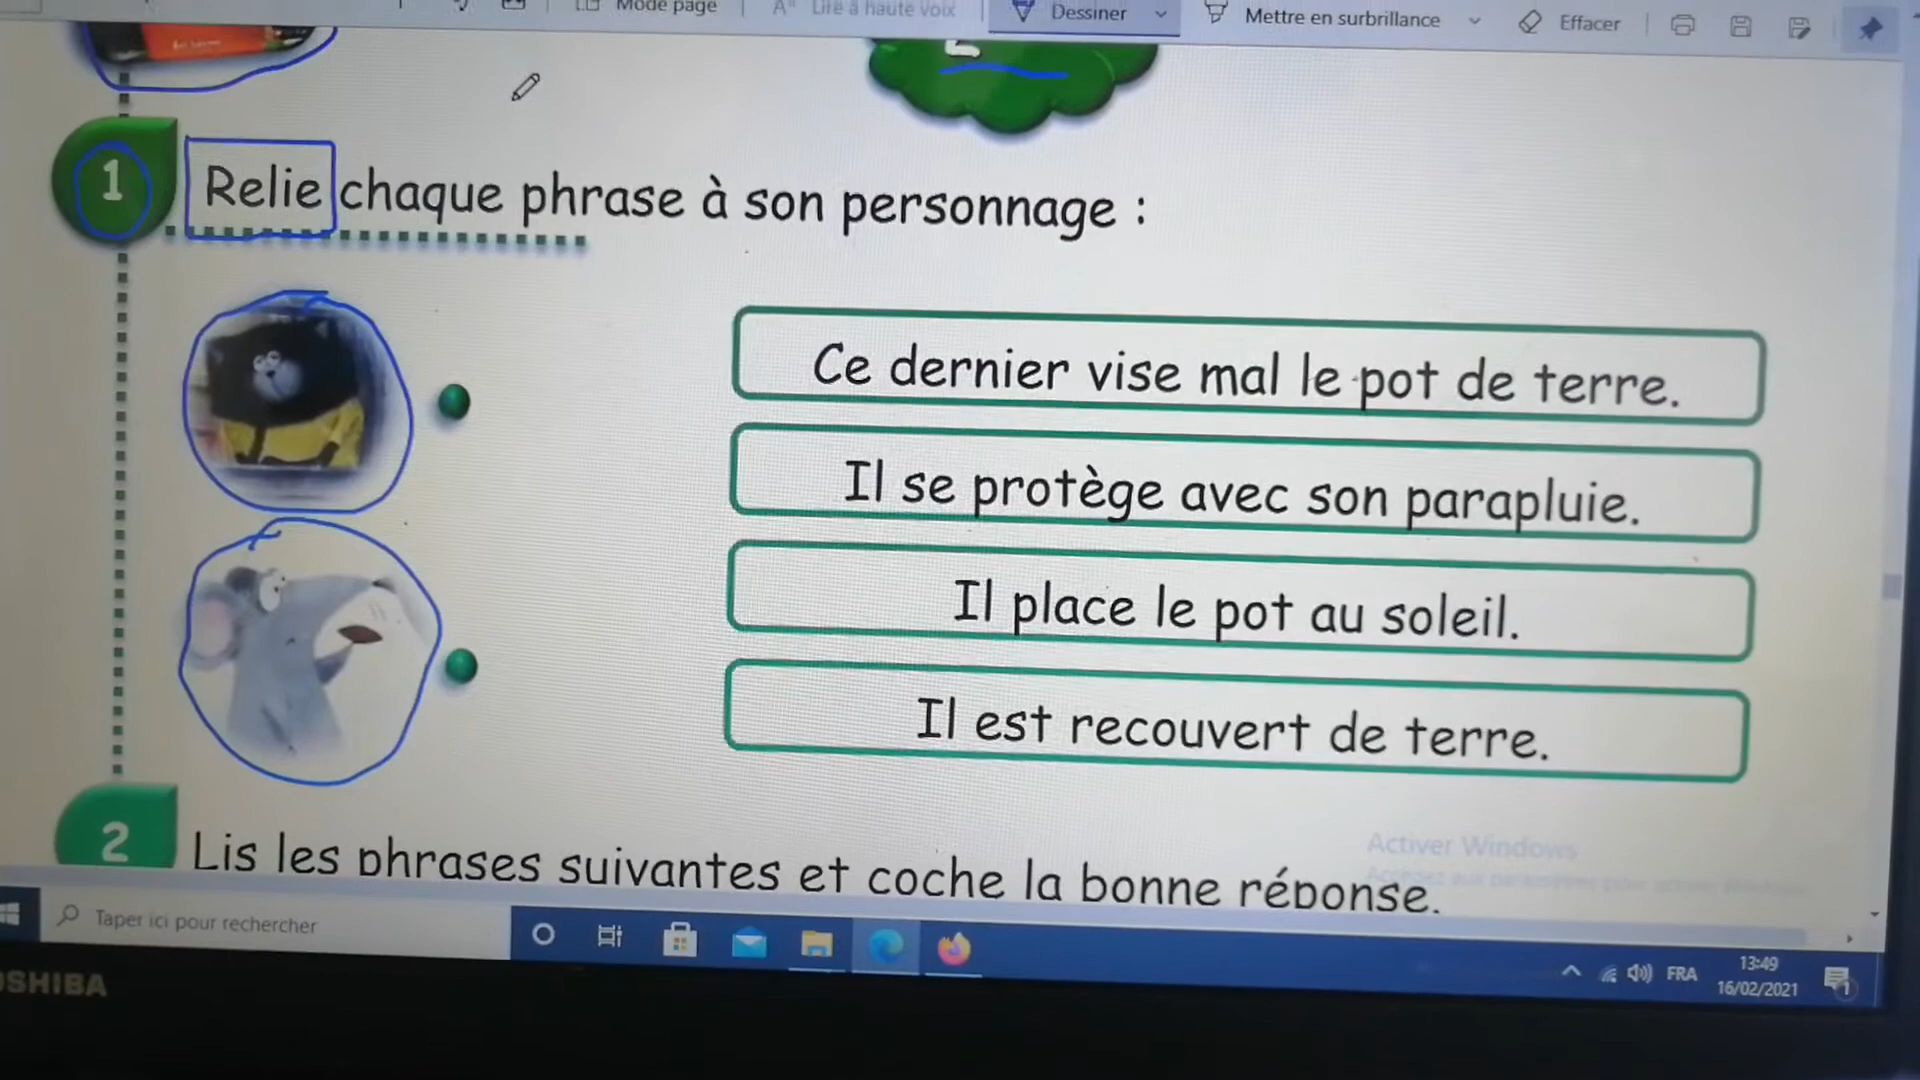 Mode page
Lire à haute voix
Dessiner
Mettre en surbrillance
Effacer
1
Relie chaque phrase à son personnage :
Ce dernier vise mal le pot de terre.
Il se protège avec son parapluie.
Il place le pot au soleil.
Il est recouvert de terre.
2
Lis les phrases suivantes et coche la bonne réponse.
Activer Windows
Taper ici pour rechercher
FRA
13:49
16/02/2021
1
OSHIBA